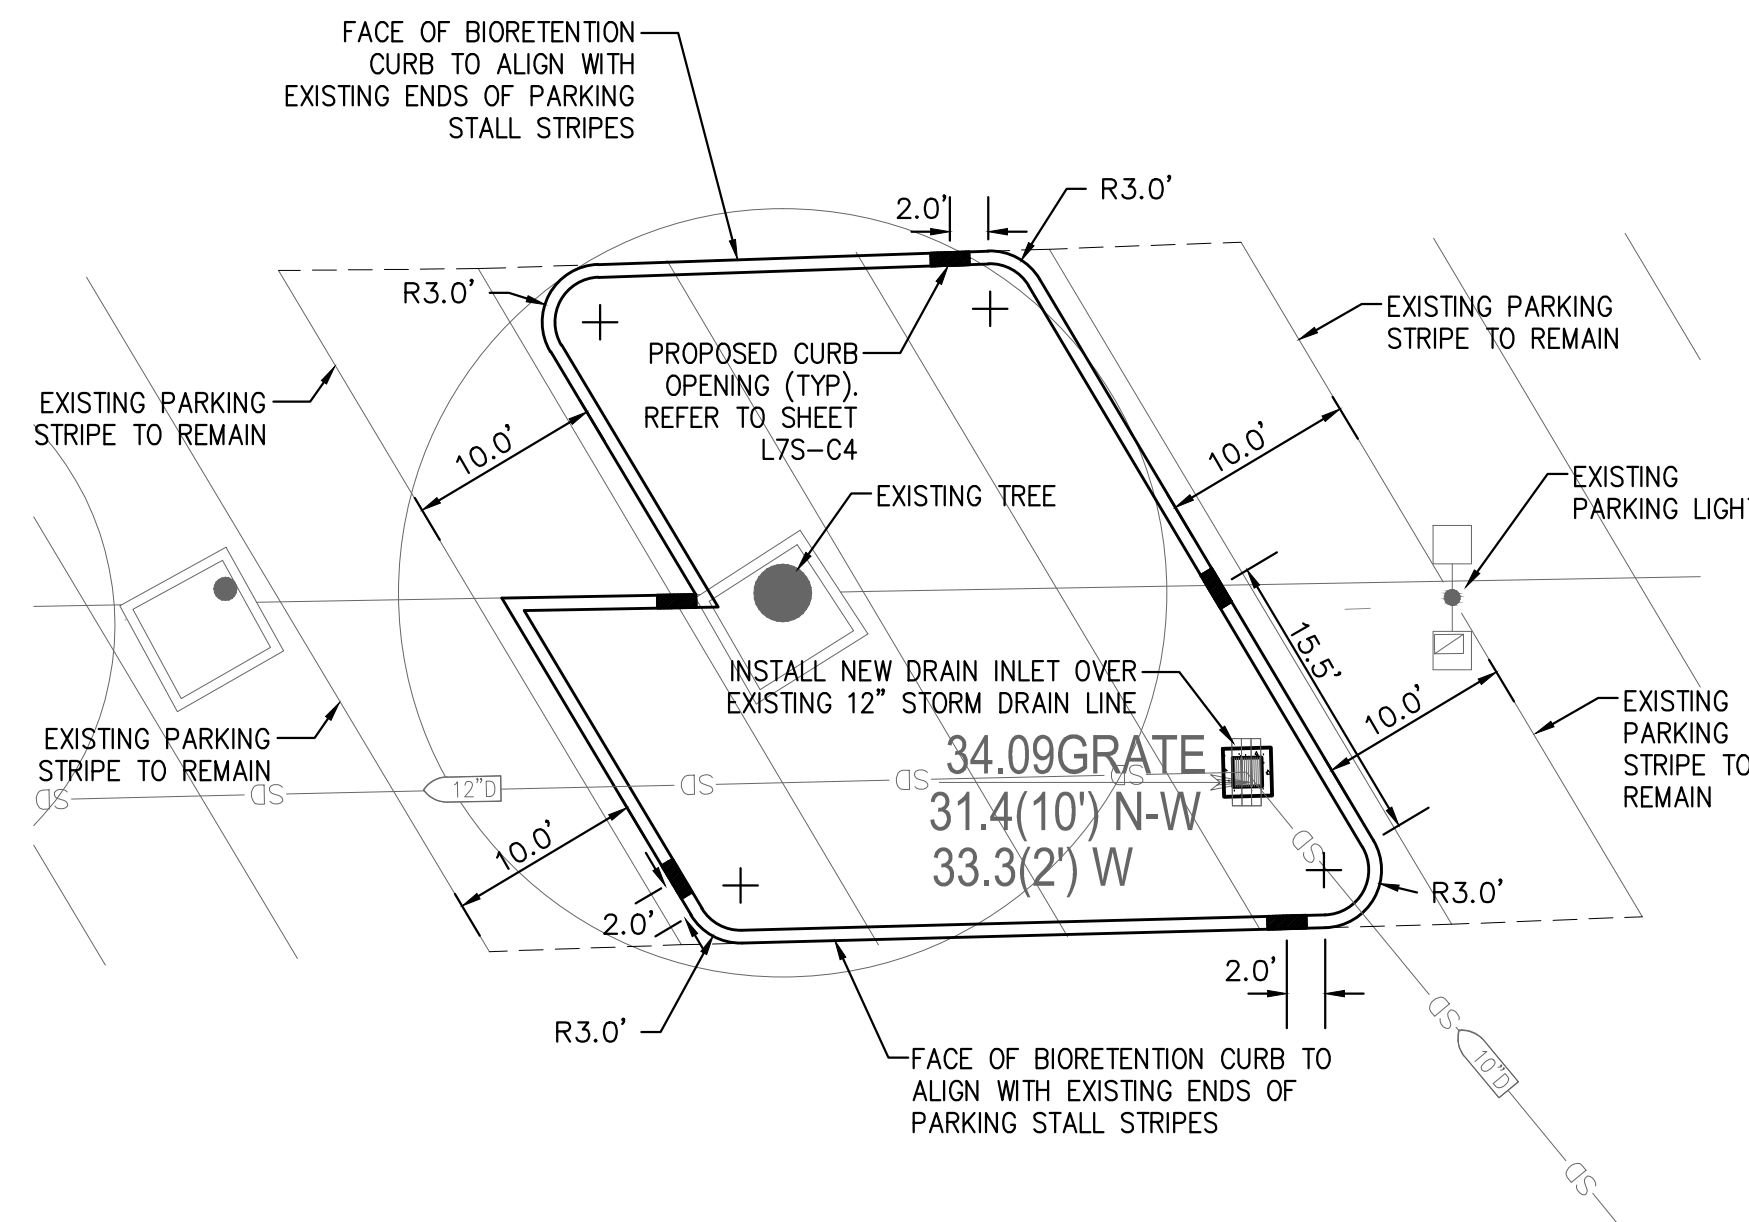 FACE OF BIORETENTION
CURB TO ALIGN WITH
EXISTING ENDS OF PARKING
STALL STRIPES
2.0'
R3.0'
R3.0'
EXISTING PARKING
STRIPE TO REMAIN
PROPOSED CURB
OPENING (TYP).
REFER TO SHEET
L7S-C4
EXISTING PARKING
STRIPE TO REMAIN
10.0'
10.0'
EXISTING TREE
EXISTING
PARKING LIGHT
15.5'
INSTALL NEW DRAIN INLET OVER
EXISTING 12" STORM DRAIN LINE
10.0'
EXISTING
PARKING
STRIPE TO
REMAIN
EXISTING PARKING
STRIPE TO REMAIN
34.09GRATE
31.4(10') N-W
33.3(2') W
SD
SD
12"D
SD
SD
SD
SD
10.0'
2.0'
R3.0'
2.0'
R3.0'
SD
10"D
SD
FACE OF BIORETENTION CURB TO
ALIGN WITH EXISTING ENDS OF
PARKING STALL STRIPES